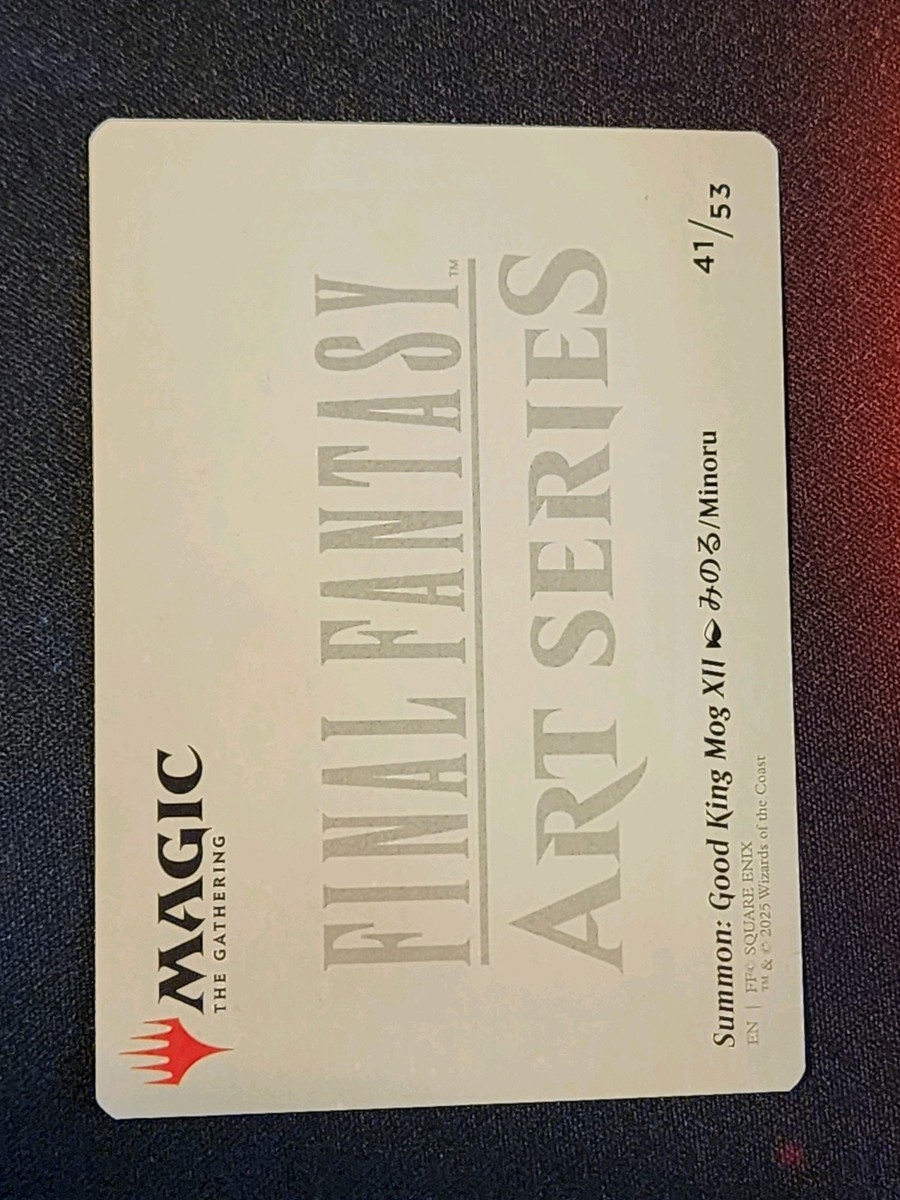 MAGIC
THE GATHERING
FINAL FANTASY™
ART SERIES
Summon: Good King Mog XII みのる/Minoru
41/53
EN | FF© SQUARE ENIX
™ & © 2025 Wizards of the Coast